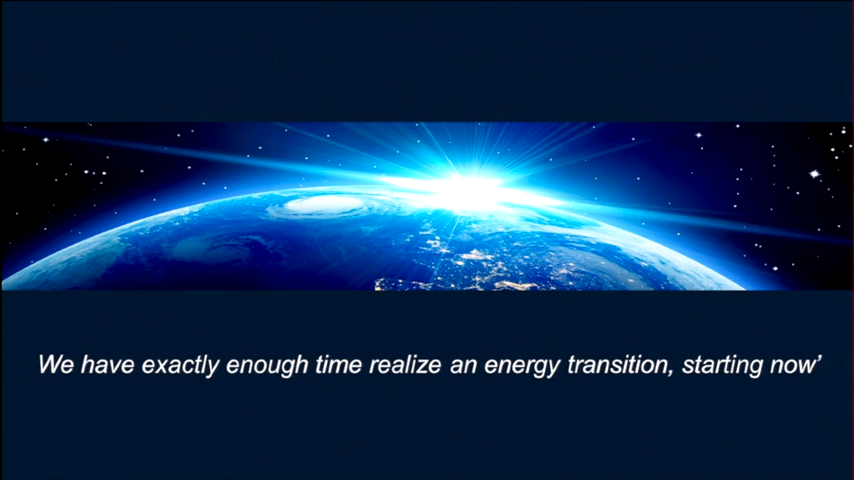 We have exactly enough time realize an energy transition, starting now’